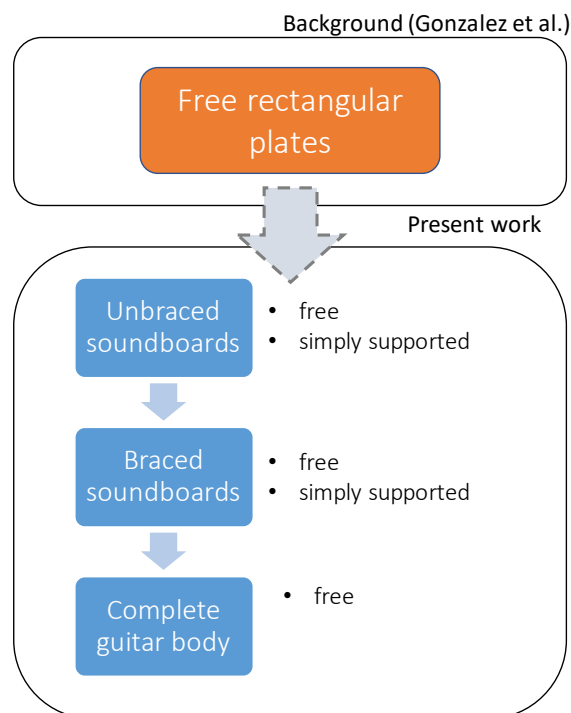 Background (Gonzalez et al.)
Free rectangular
plates
Present work
Unbraced
soundboards
• free
• simply supported
Braced
soundboards
• free
• simply supported
Complete
guitar body
• free